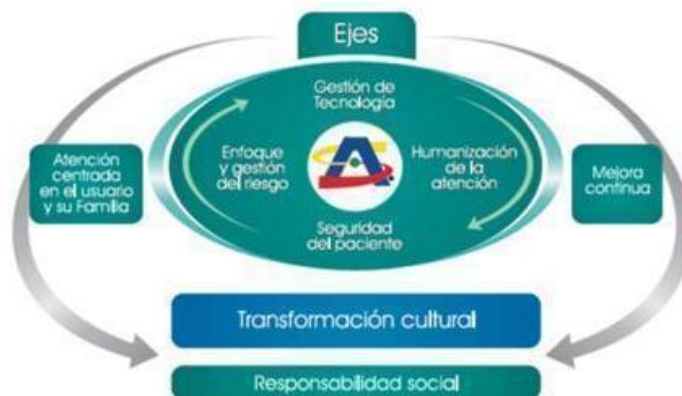 Ejes
Gestión de
Tecnología
Enfoque
y gestión
del riesgo
Humanización
de la
atención
Seguridad
del paciente
Atención
centrada
en el usuario
y su Familia
Mejora
continua
Transformación cultural
Responsabilidad social